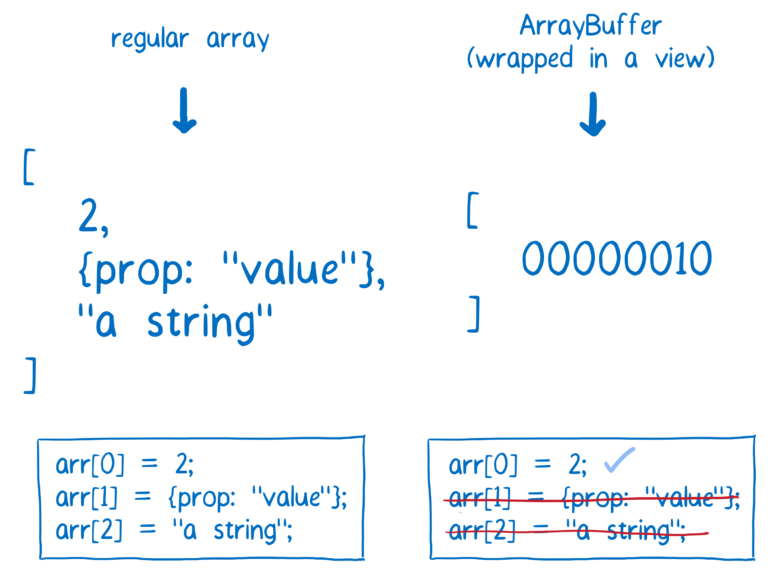 regular array
[
2,
{prop: "value"},
"a string"
]
arr[0] = 2;
arr[1] = {prop: "value"};
arr[2] = "a string";
ArrayBuffer
(wrapped in a view)
[
00000010
]
arr[0] = 2;
arr[1] = {prop: "value"};
arr[2] = "a string";